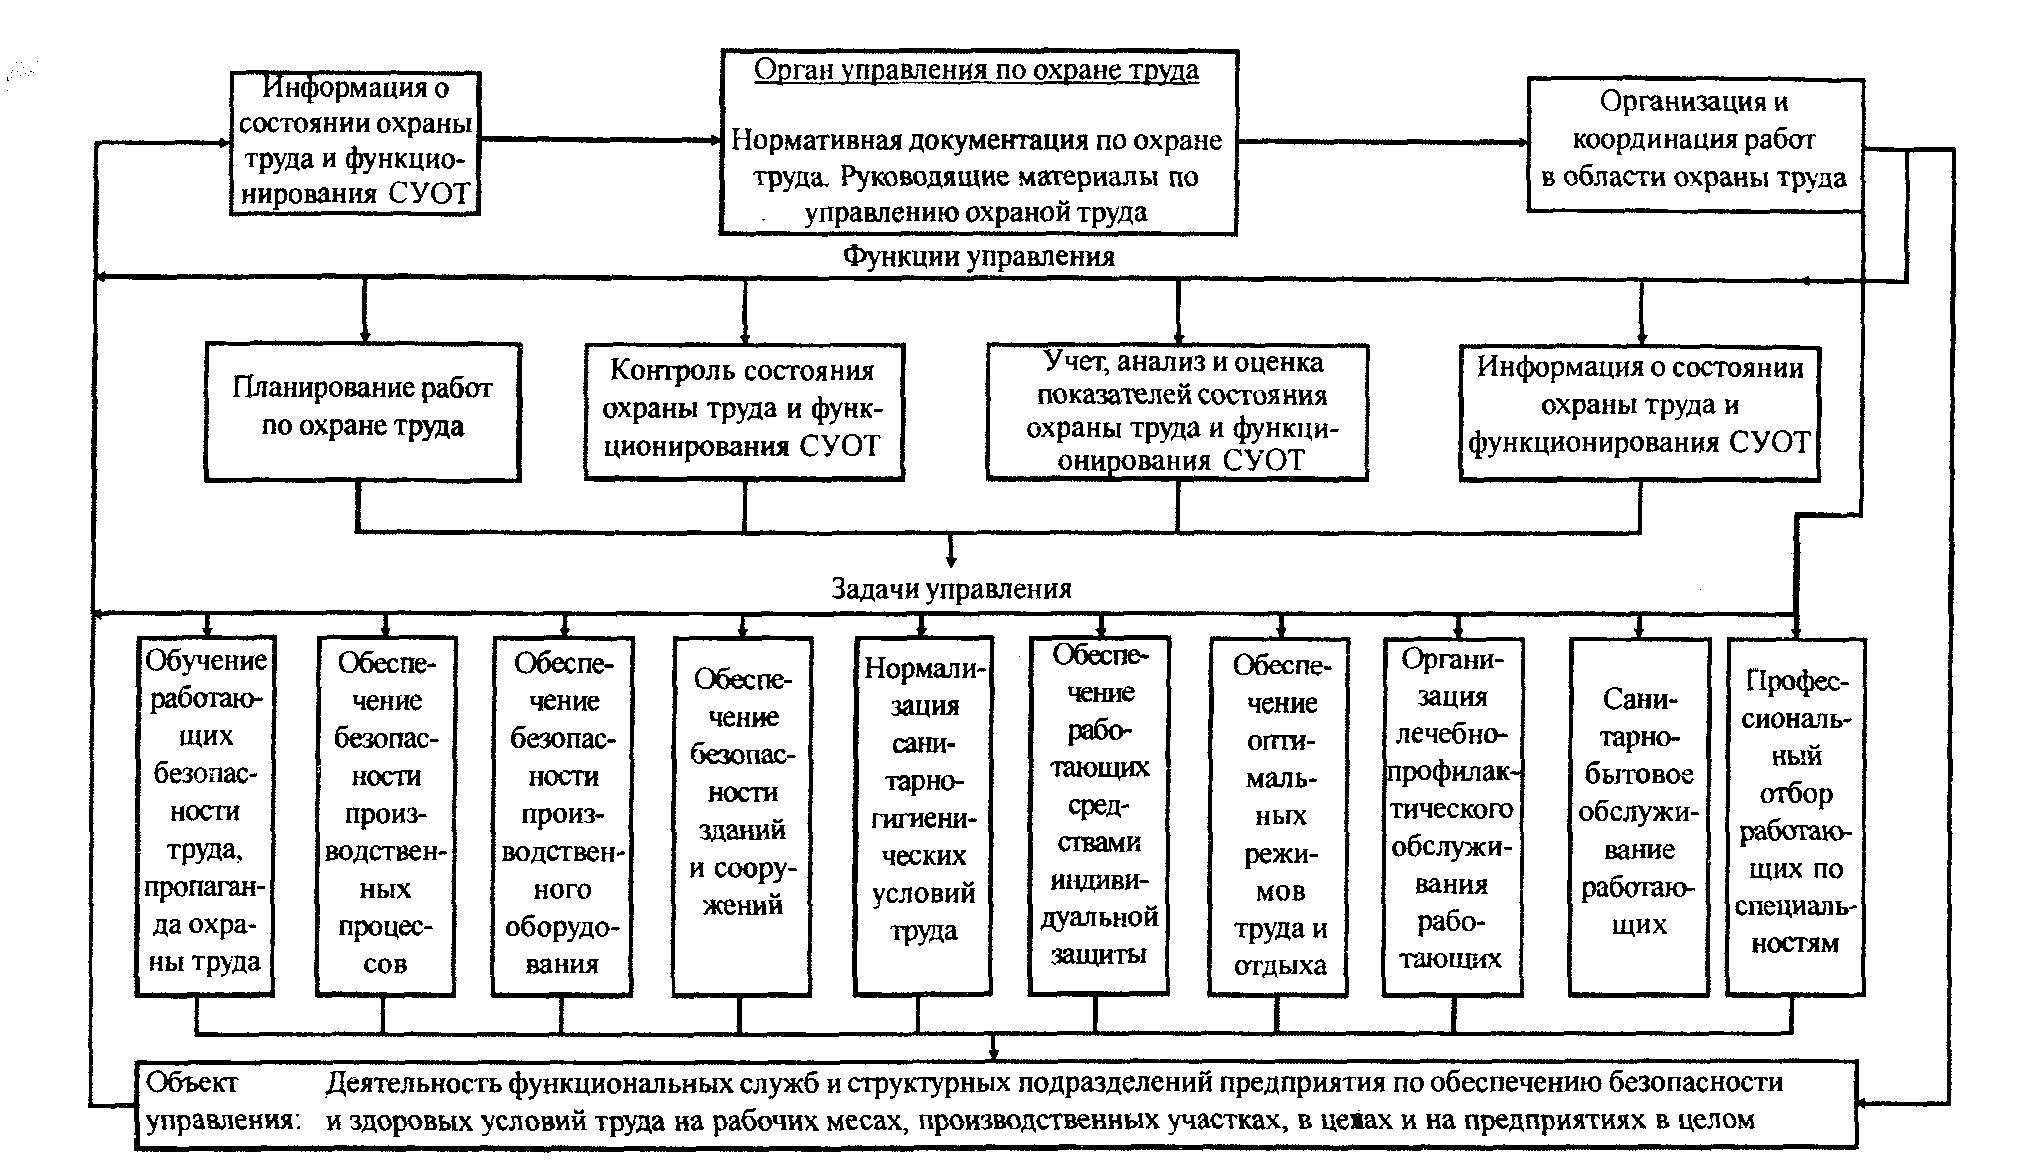 Информация о
состоянии охраны
труда и функцио-
нирования СУОТ
Орган управления по охране труда
Нормативная документация по охране
труда. Руководящие материалы по
управлению охраной труда
Организация и
координация работ
в области охраны труда
Функции управления
Планирование работ
по охране труда
Контроль состояния
охраны труда и функ-
ционирования СУОТ
Учет, анализ и оценка
показателей состояния
охраны труда и функци-
онирования СУОТ
Информация о состоянии
охраны труда и
функционирования СУОТ
Задачи управления
Обучение
работаю-
щих
безопас-
ности
труда,
пропаган-
да охра-
ны труда
Обеспе-
чение
безопас-
ности
произ-
водствен-
ных
процес-
сов
Обеспе-
чение
безопас-
ности
произ-
водствен-
ного
оборудо-
вания
Обеспе-
чение
безопас-
ности
зданий
и соору-
жений
Нормали-
зация
сани-
тарно-
гигиени-
ческих
условий
труда
Обеспе-
чение
рабо-
тающих
сред-
ствами
индиви-
дуальной
защиты
Обеспе-
чение
опти-
маль-
ных
режи-
мов
труда и
отдыха
Органи-
зация
лечебно-
профилак-
тического
обслужи-
вания
рабо-
тающих
Сани-
тарно-
бытовое
обслужи-
вание
работаю-
щих
Профес-
сиональ-
ный
отбор
работаю-
щих по
специаль-
ностям
Объект Деятельность функциональных служб и структурных подразделений предприятия по обеспечению безопасности
управления: и здоровых условий труда на рабочих месах, производственных участках, в цехах и на предприятиях в целом